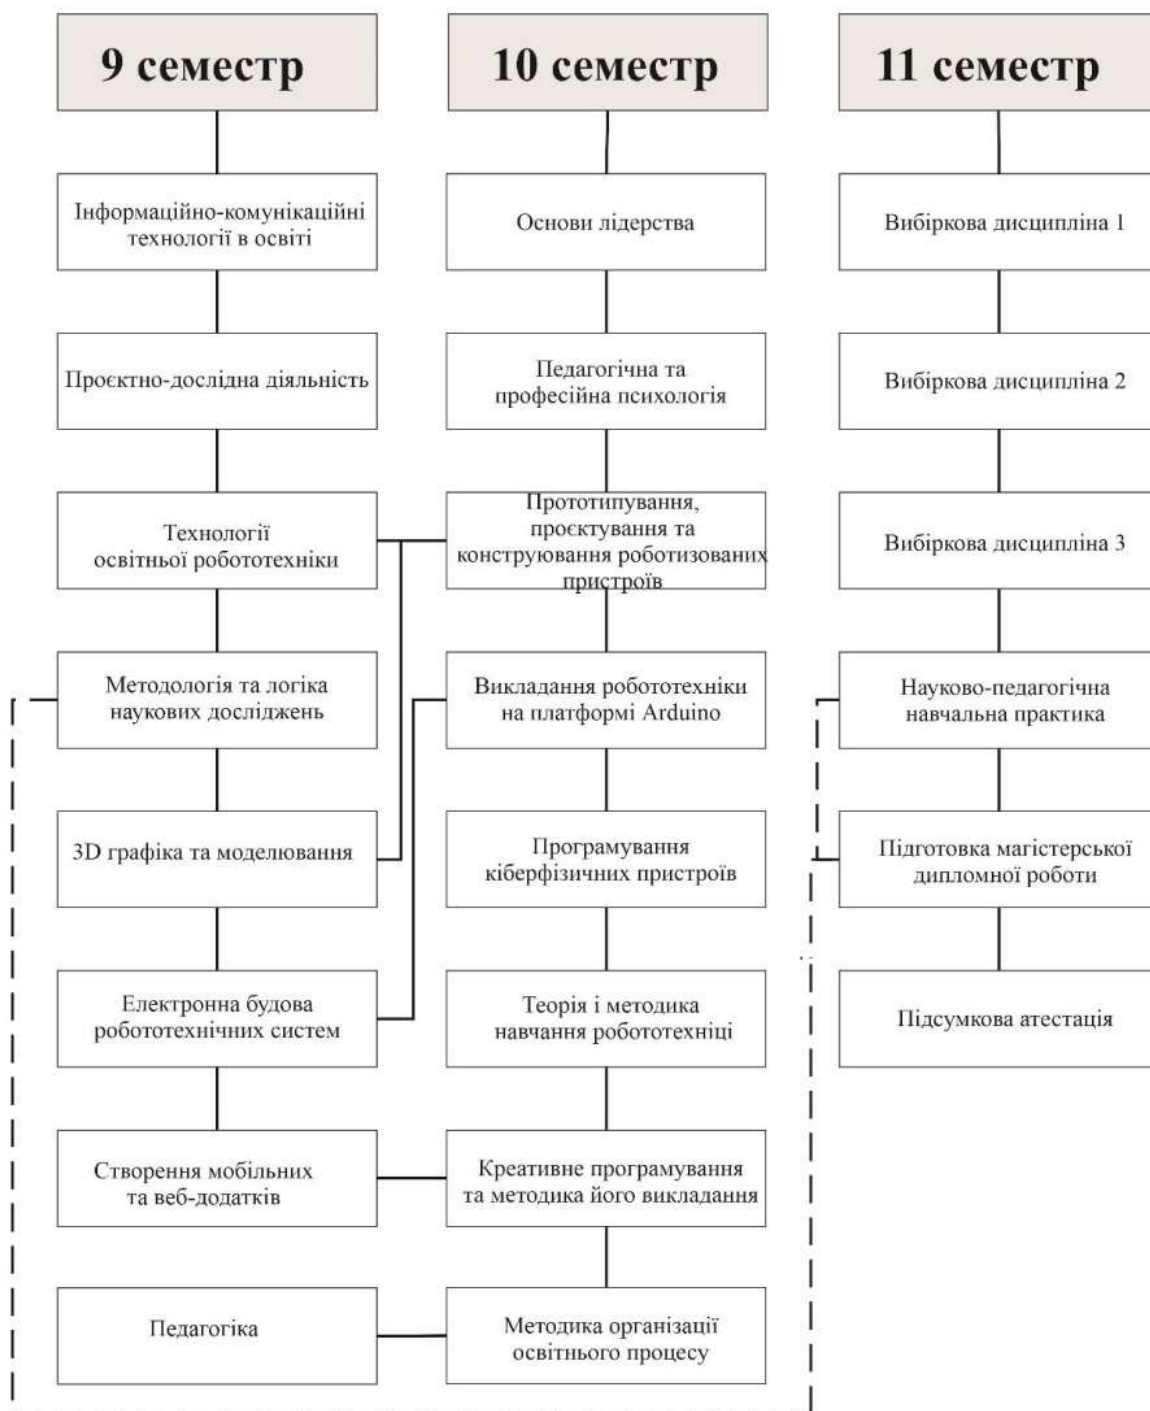 9 семестр
Інформаційно-комунікаційні
технології в освіті
Проєктно-дослідна діяльність
Технології
освітньої робототехніки
Методологія та логіка
наукових досліджень
3D графіка та моделювання
Електронна будова
робототехнічних систем
Створення мобільних
та веб-додатків
Педагогіка
10 семестр
Основи лідерства
Педагогічна та
професійна психологія
Прототипування,
проєктування та
конструювання роботизованих
пристроїв
Викладання робототехніки
на платформі Arduino
Програмування
кіберфізичних пристроїв
Теорія і методика
навчання робототехніці
Креативне програмування
та методика його викладання
Методика організації
освітнього процесу
11 семестр
Вибіркова дисципліна 1
Вибіркова дисципліна 2
Вибіркова дисципліна 3
Науково-педагогічна
навчальна практика
Підготовка магістерської
дипломної роботи
Підсумкова атестація